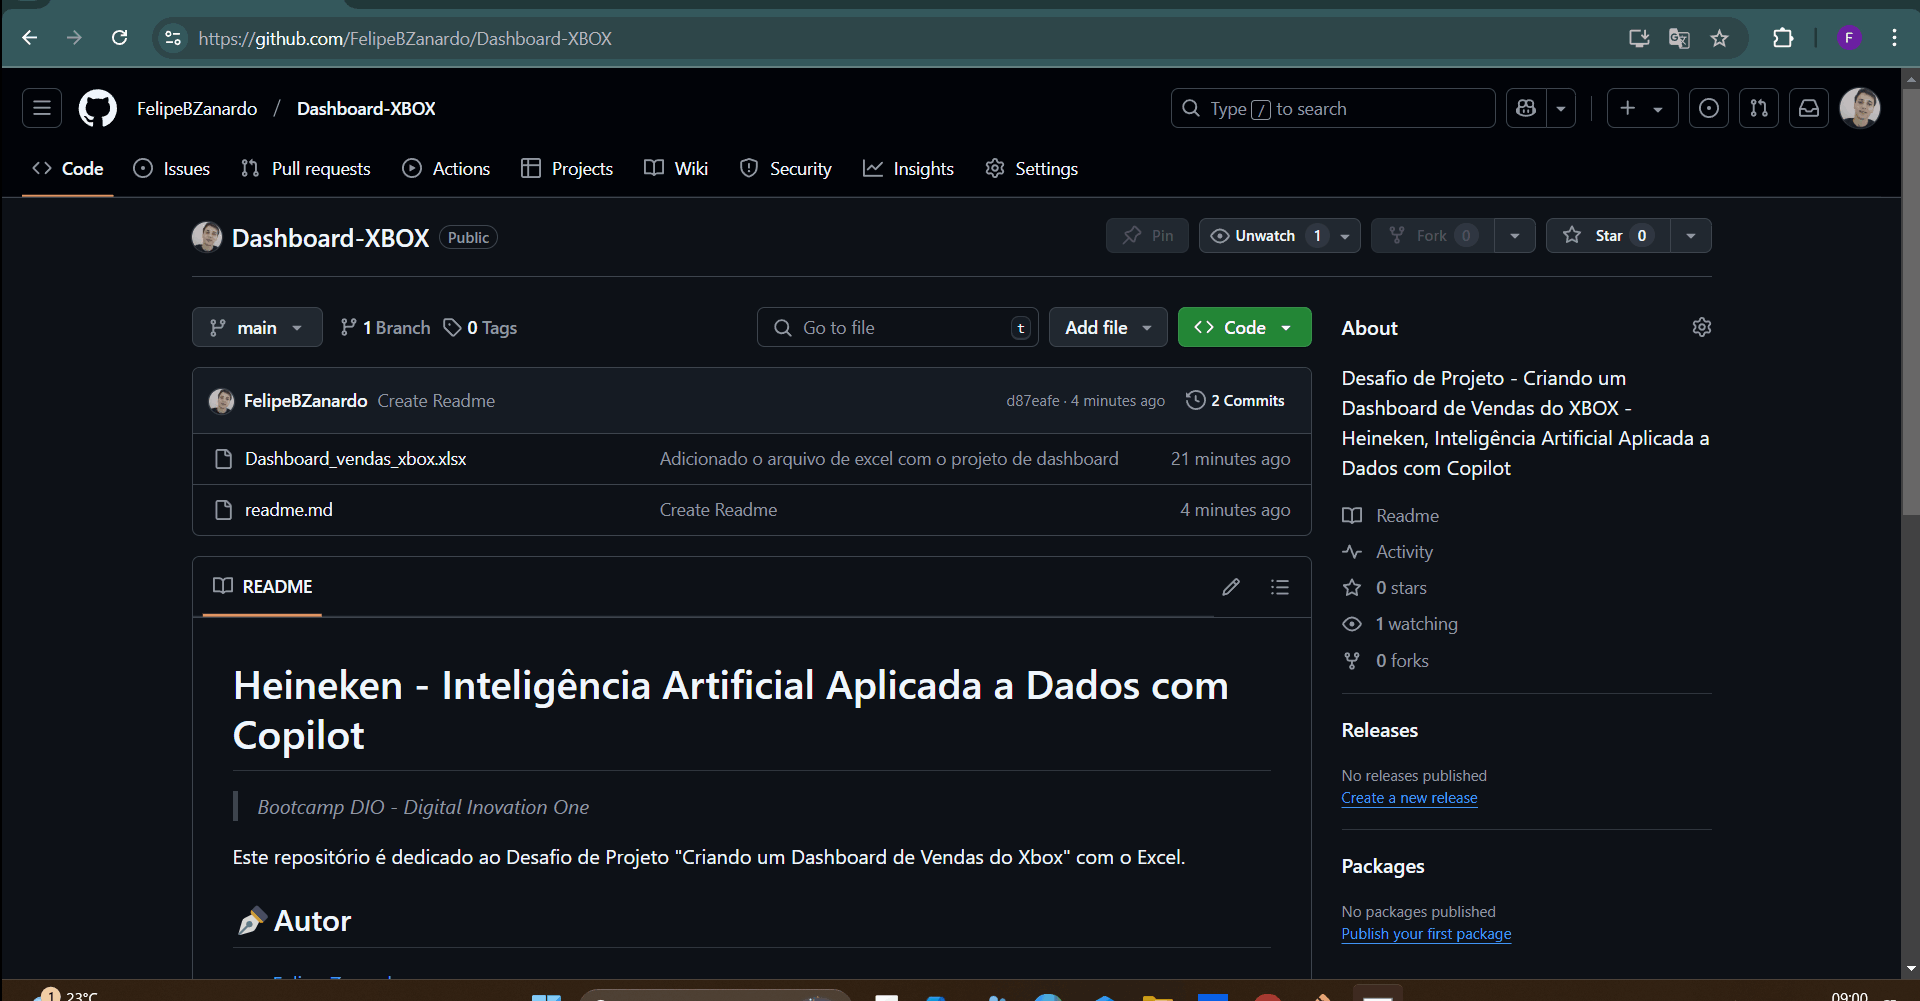 https://github.com/FelipeBZanardo/Dashboard-XBOX
F
FelipeBZanardo / Dashboard-XBOX
Type / to search
Code
Issues
Pull requests
Actions
Projects
Wiki
Security
Insights
Settings
Dashboard-XBOX Public
Pin
Unwatch 1
Fork 0
Star 0
main
1 Branch
0 Tags
Go to file t
Add file
Code
FelipeBZanardo Create Readme d87eafe · 4 minutes ago 2 Commits
Dashboard_vendas_xbox.xlsx Adicionado o arquivo de excel com o projeto de dashboard 21 minutes ago
readme.md Create Readme 4 minutes ago
README
Heineken - Inteligência Artificial Aplicada a Dados com
Copilot
Bootcamp DIO - Digital Inovation One
Este repositório é dedicado ao Desafio de Projeto "Criando um Dashboard de Vendas do Xbox" com o Excel.
Autor
About
Desafio de Projeto - Criando um
Dashboard de Vendas do XBOX -
Heineken, Inteligência Artificial Aplicada a
Dados com Copilot
Readme
Activity
0 stars
1 watching
0 forks
Releases
No releases published
Create a new release
Packages
No packages published
Publish your first package
1
23°C
09:00